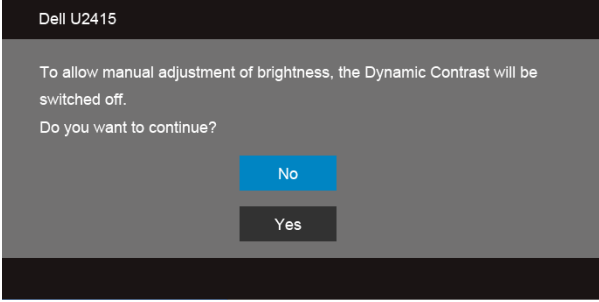 Dell U2415
To allow manual adjustment of brightness, the Dynamic Contrast will be
switched off.
Do you want to continue?
No
Yes